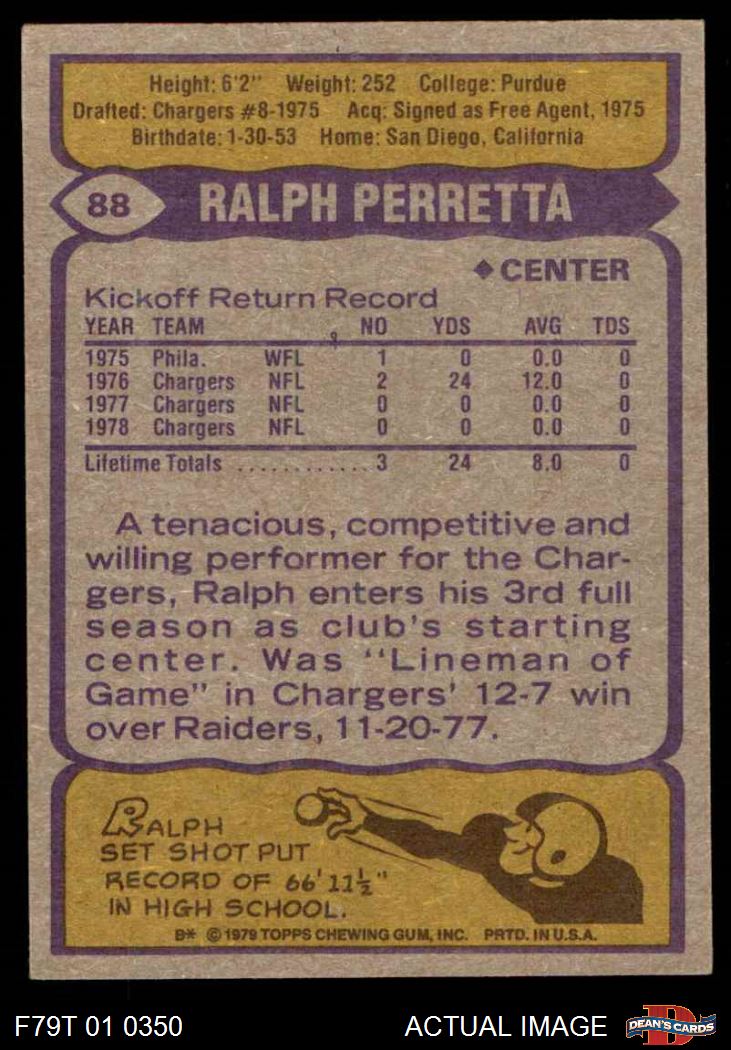 Height: 6'2" Weight: 252 College: Purdue
Drafted: Chargers #8-1975 Acq: Signed as Free Agent, 1975
Birthdate: 1-30-53 Home: San Diego, California
88 RALPH PERRETTA
◆ CENTER
Kickoff Return Record
YEAR TEAM NO YDS AVG TDS
1975 Phila. WFL 1 0 0.0 0
1976 Chargers NFL 2 24 12.0 0
1977 Chargers NFL 0 0 0.0 0
1978 Chargers NFL 0 0 0.0 0
Lifetime Totals ............ 3 24 8.0 0
A tenacious, competitive and
willing performer for the Char-
gers, Ralph enters his 3rd full
season as club's starting
center. Was "Lineman of
Game" in Chargers' 12-7 win
over Raiders, 11-20-77.
RALPH
SET SHOT PUT
RECORD OF 66'11½"
IN HIGH SCHOOL.
B* © 1979 TOPPS CHEWING GUM, INC. PRTD. IN U.S.A.
F79T 01 0350 ACTUAL IMAGE D DEAN'S CARDS